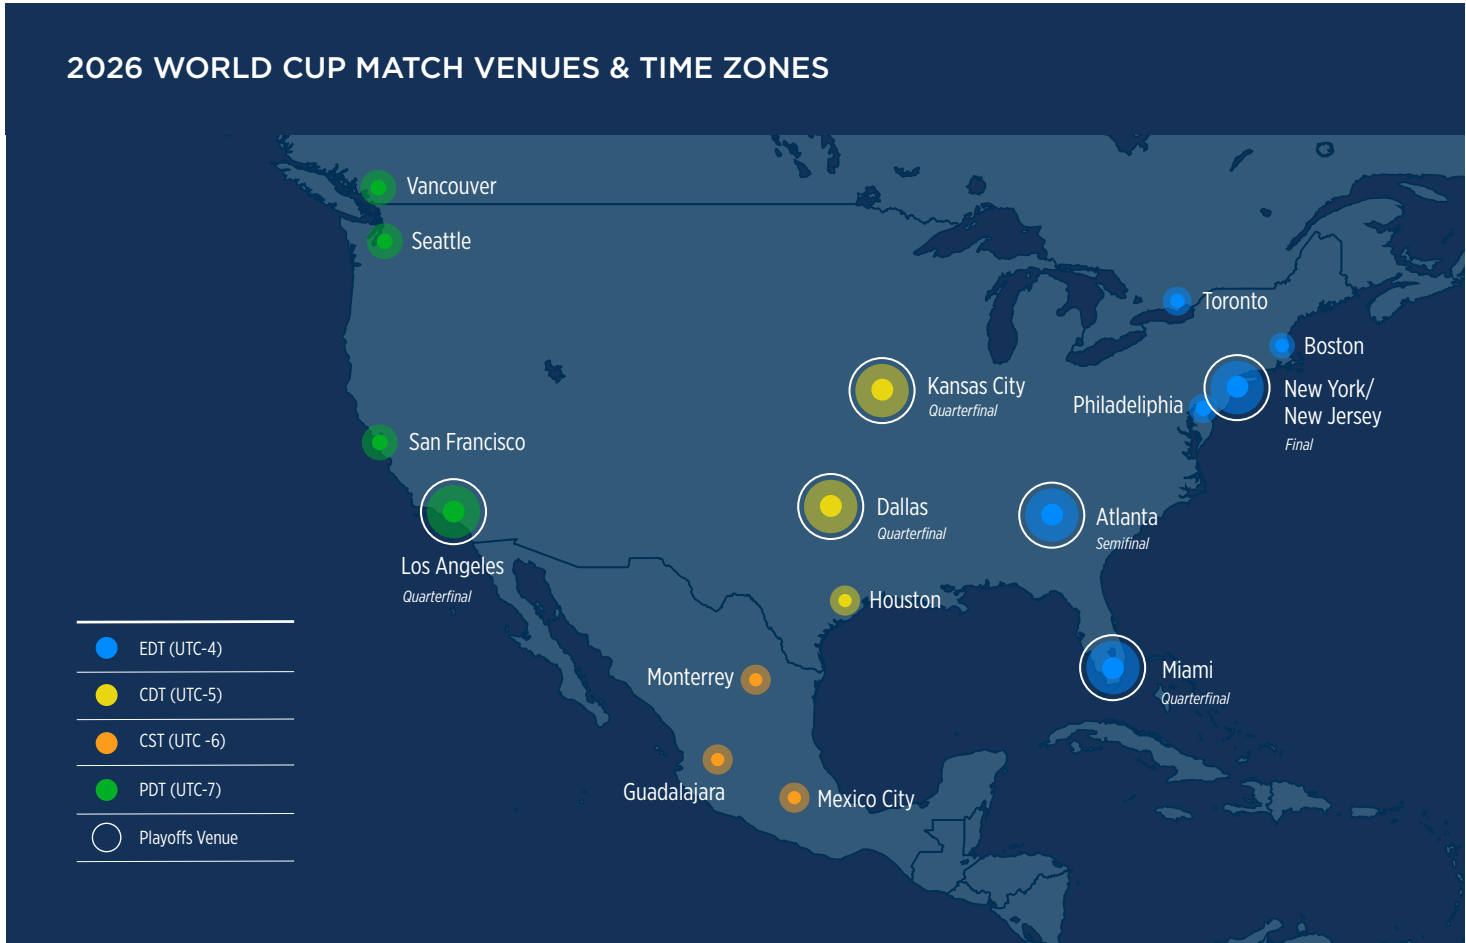 2026 WORLD CUP MATCH VENUES & TIME ZONES
Vancouver
Seattle
Toronto
Boston
Kansas City
Quarterfinal
New York/
New Jersey
Final
Philadeliphia
San Francisco
Los Angeles
Quarterfinal
Dallas
Quarterfinal
Atlanta
Semifinal
Houston
Monterrey
Miami
Quarterfinal
Guadalajara
Mexico City
EDT (UTC-4)
CDT (UTC-5)
CST (UTC -6)
PDT (UTC-7)
Playoffs Venue